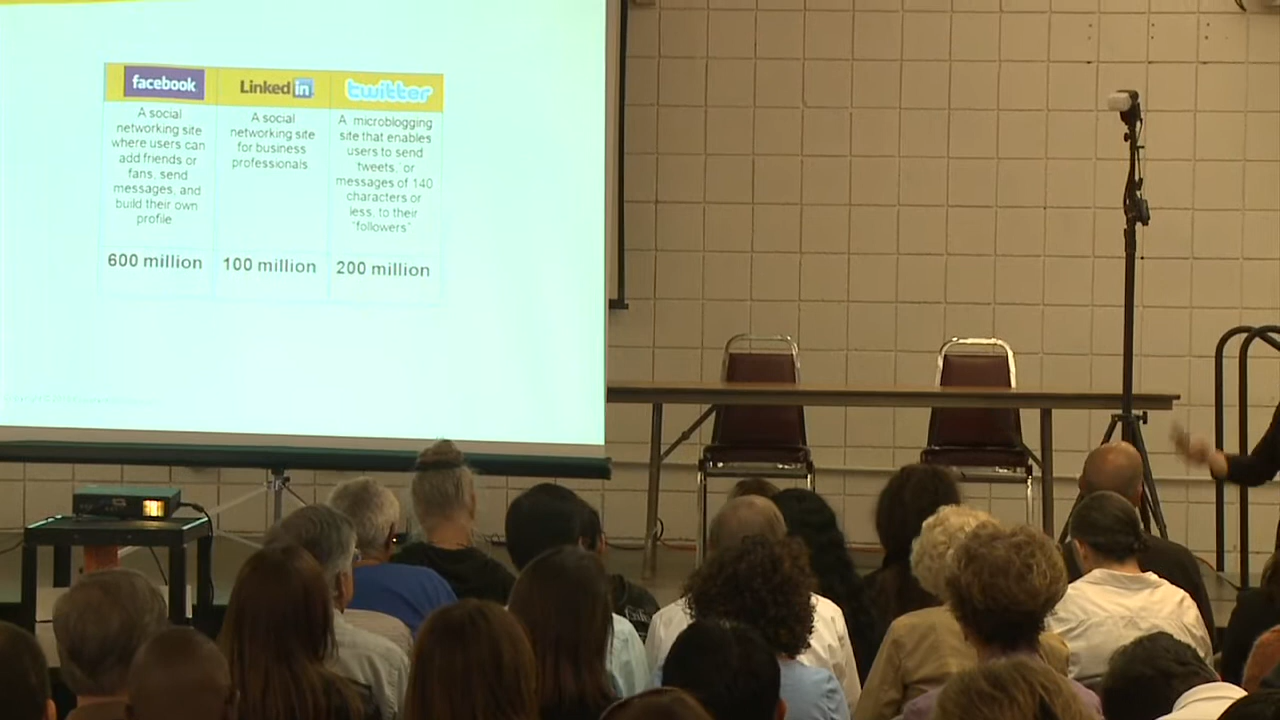 facebook
A social
networking site
where users can
add friends or
fans, send
messages, and
build their own
profile
600 million
Linked in
A social
networking site
for business
professionals
100 million
twitter
A microblogging
site that enables
users to send
tweets,' or
messages of 140
characters or
less, to their
"followers"
200 million